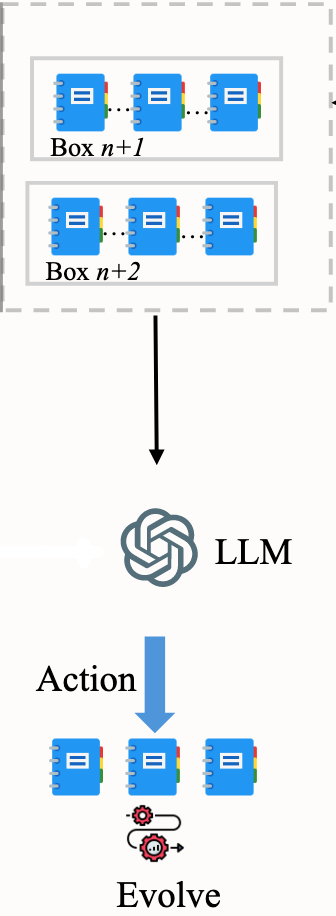 ... ...
Box n+1
... ...
Box n+2
LLM
Action
Evolve